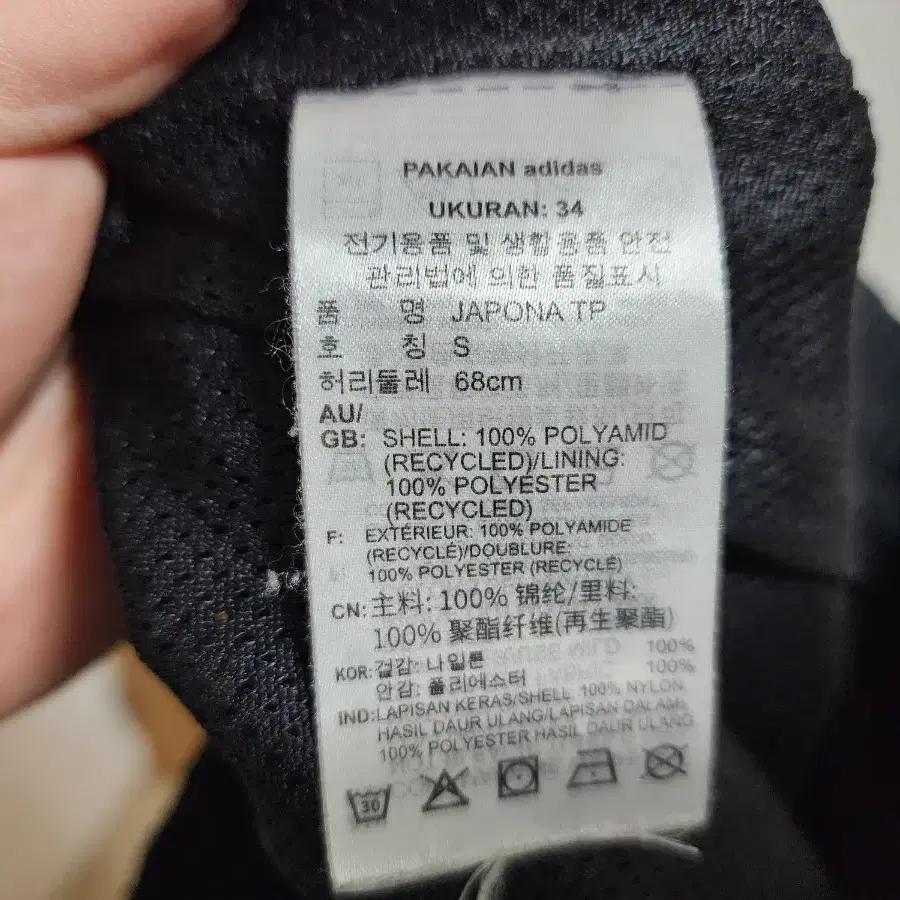 PAKAIAN adidas
UKURAN: 34
전기용품 및 생활용품 안전
관리법에 의한 품질표시
품 명 JAPONA TP
호 칭 S
허리둘레 68cm
AU/
GB: SHELL: 100% POLYAMID
(RECYCLED)/LINING:
100% POLYESTER
(RECYCLED)
F: EXTÉRIEUR: 100% POLYAMIDE
(RECYCLÉ)/DOUBLURE:
100% POLYESTER (RECYCLÉ)
CN: 主料: 100% 锦纶/里料:
100% 聚酯纤维(再生聚酯)
KOR: 겉감: 나일론 100%
안감: 폴리에스터 100%
IND: LAPISAN KERAS/SHELL 100% NYLON
HASIL DAUR ULANG/LAPISAN DALAM:
100% POLYESTER HASIL DAUR ULANG
30